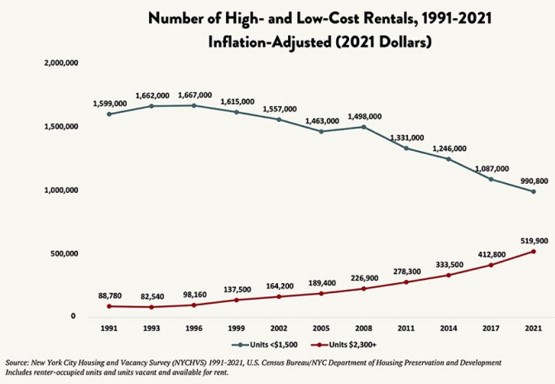 Number of High- and Low-Cost Rentals, 1991-2021
Inflation-Adjusted (2021 Dollars)
2,000,000
1,500,000
1,000,000
500,000
0
1,599,000 1,662,000 1,667,000 1,615,000 1,557,000 1,463,000 1,498,000 1,331,000 1,246,000 1,087,000 990,800
88,780 82,540 98,160 137,500 164,200 189,400 226,900 278,300 333,500 412,800 519,900
1991 1993 1996 1999 2002 2005 2008 2011 2014 2017 2021
Units <$1,500 Units $2,300+
Source: New York City Housing and Vacancy Survey (NYCHVS) 1991-2021, U.S. Census Bureau/NYC Department of Housing Preservation and Development
Includes renter-occupied units and units vacant and available for rent.